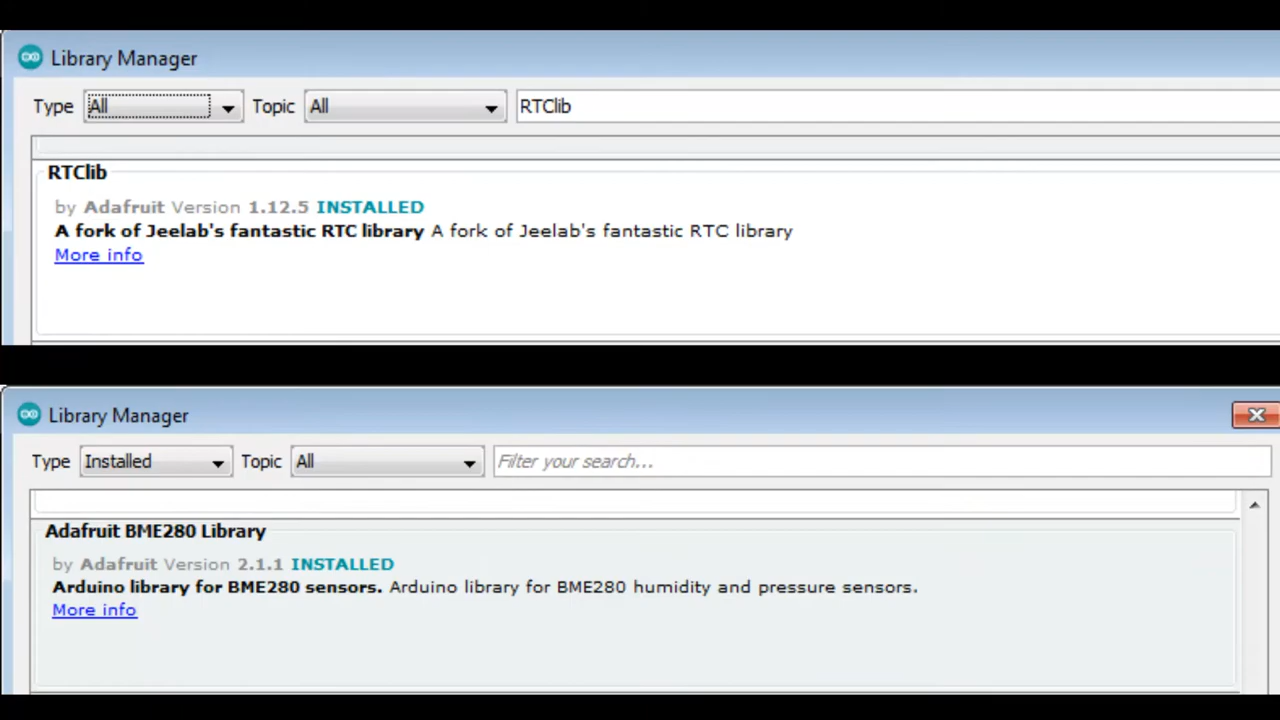 Library Manager
Type All Topic All RTClib
RTClib
by Adafruit Version 1.12.5 INSTALLED
A fork of Jeelab's fantastic RTC library A fork of Jeelab's fantastic RTC library
More info
Library Manager
Type Installed Topic All Filter your search...
Adafruit BME280 Library
by Adafruit Version 2.1.1 INSTALLED
Arduino library for BME280 sensors. Arduino library for BME280 humidity and pressure sensors.
More info